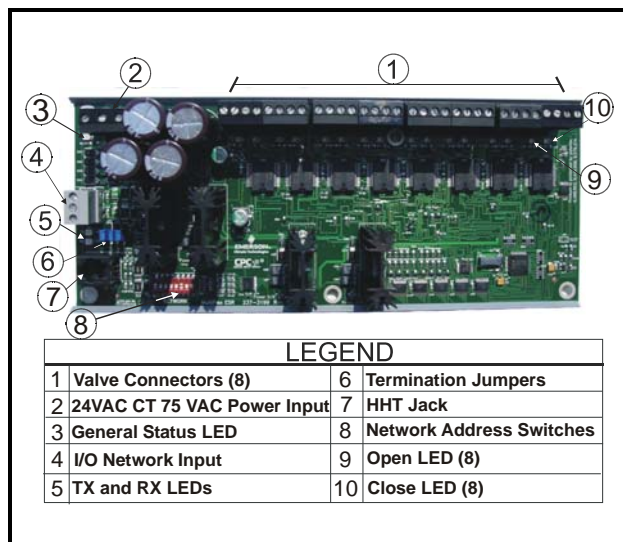 1
2
3
10
4
9
5
6
7
8
EMERSON
CPC
LEGEND
1 Valve Connectors (8) 6 Termination Jumpers
2 24VAC CT 75 VAC Power Input 7 HHT Jack
3 General Status LED 8 Network Address Switches
4 I/O Network Input 9 Open LED (8)
5 TX and RX LEDs 10 Close LED (8)